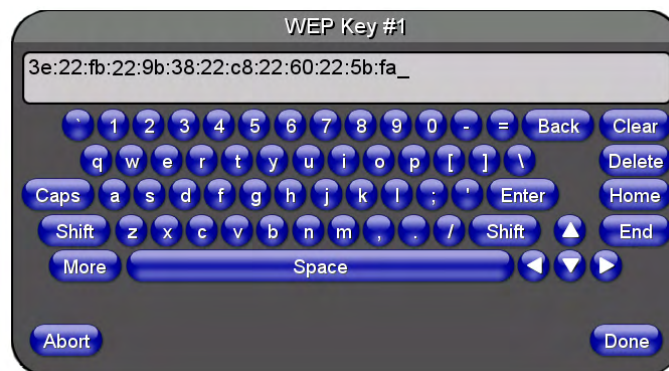 WEP Key #1
3e:22:fb:22:9b:38:22:c8:22:60:22:5b:fa_
` 1 2 3 4 5 6 7 8 9 0 - = Back Clear
q w e r t y u i o p [ ] \ Delete
Caps a s d f g h j k l ; ' Enter Home
Shift z x c v b n m , . / Shift End
More Space
Abort Done